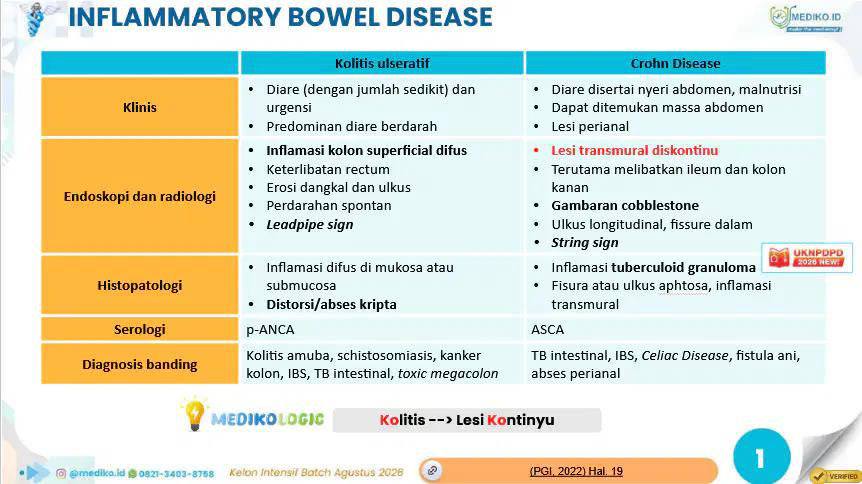 INFLAMMATORY BOWEL DISEASE
MEDIKO.ID
Kolitis ulseratif
Crohn Disease
Klinis
• Diare (dengan jumlah sedikit) dan
urgensi
• Predominan diare berdarah
• Diare disertai nyeri abdomen, malnutrisi
• Dapat ditemukan massa abdomen
• Lesi perianal
Endoskopi dan radiologi
• Inflamasi kolon superficial difus
• Keterlibatan rectum
• Erosi dangkal dan ulkus
• Perdarahan spontan
• Leadpipe sign
• Lesi transmural diskontinu
• Terutama melibatkan ileum dan kolon
kanan
• Gambaran cobblestone
• Ulkus longitudinal, fissure dalam
• String sign
UKNPDPD
2026 NEW!
Histopatologi
• Inflamasi difus di mukosa atau
submucosa
• Distorsi/abses kripta
• Inflamasi tuberculoid granuloma
• Fisura atau ulkus aphtosa, inflamasi
transmural
Serologi
p-ANCA
ASCA
Diagnosis banding
Kolitis amuba, schistosomiasis, kanker
kolon, IBS, TB intestinal, toxic megacolon
TB intestinal, IBS, Celiac Disease, fistula ani,
abses perianal
MEDIKOLOGIC
Kolitis --> Lesi Kontinyu
@mediko.id
0821-3403-8768
Kelon Intensif Batch Agustus 2026
(PGI, 2022) Hal. 19
1
VERIFIED